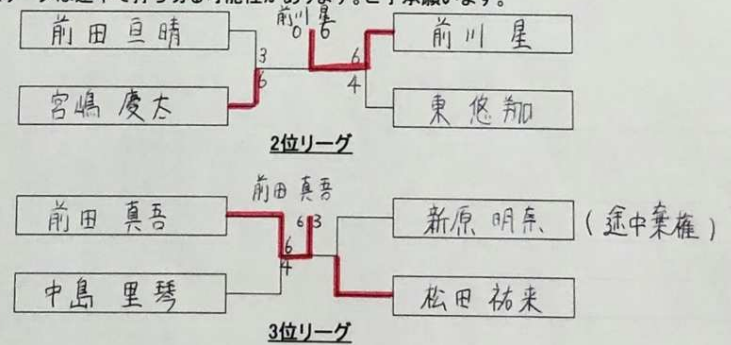 前川 星
0 6
前田 亘晴
前川 星
3
6
6
4
宮嶋 慶太
東 悠翔
2位リーグ
前田 真吾
前田 真吾
6 3
新原 明奈
(途中棄権)
6
4
中島 里琴
松田 祐来
3位リーグ